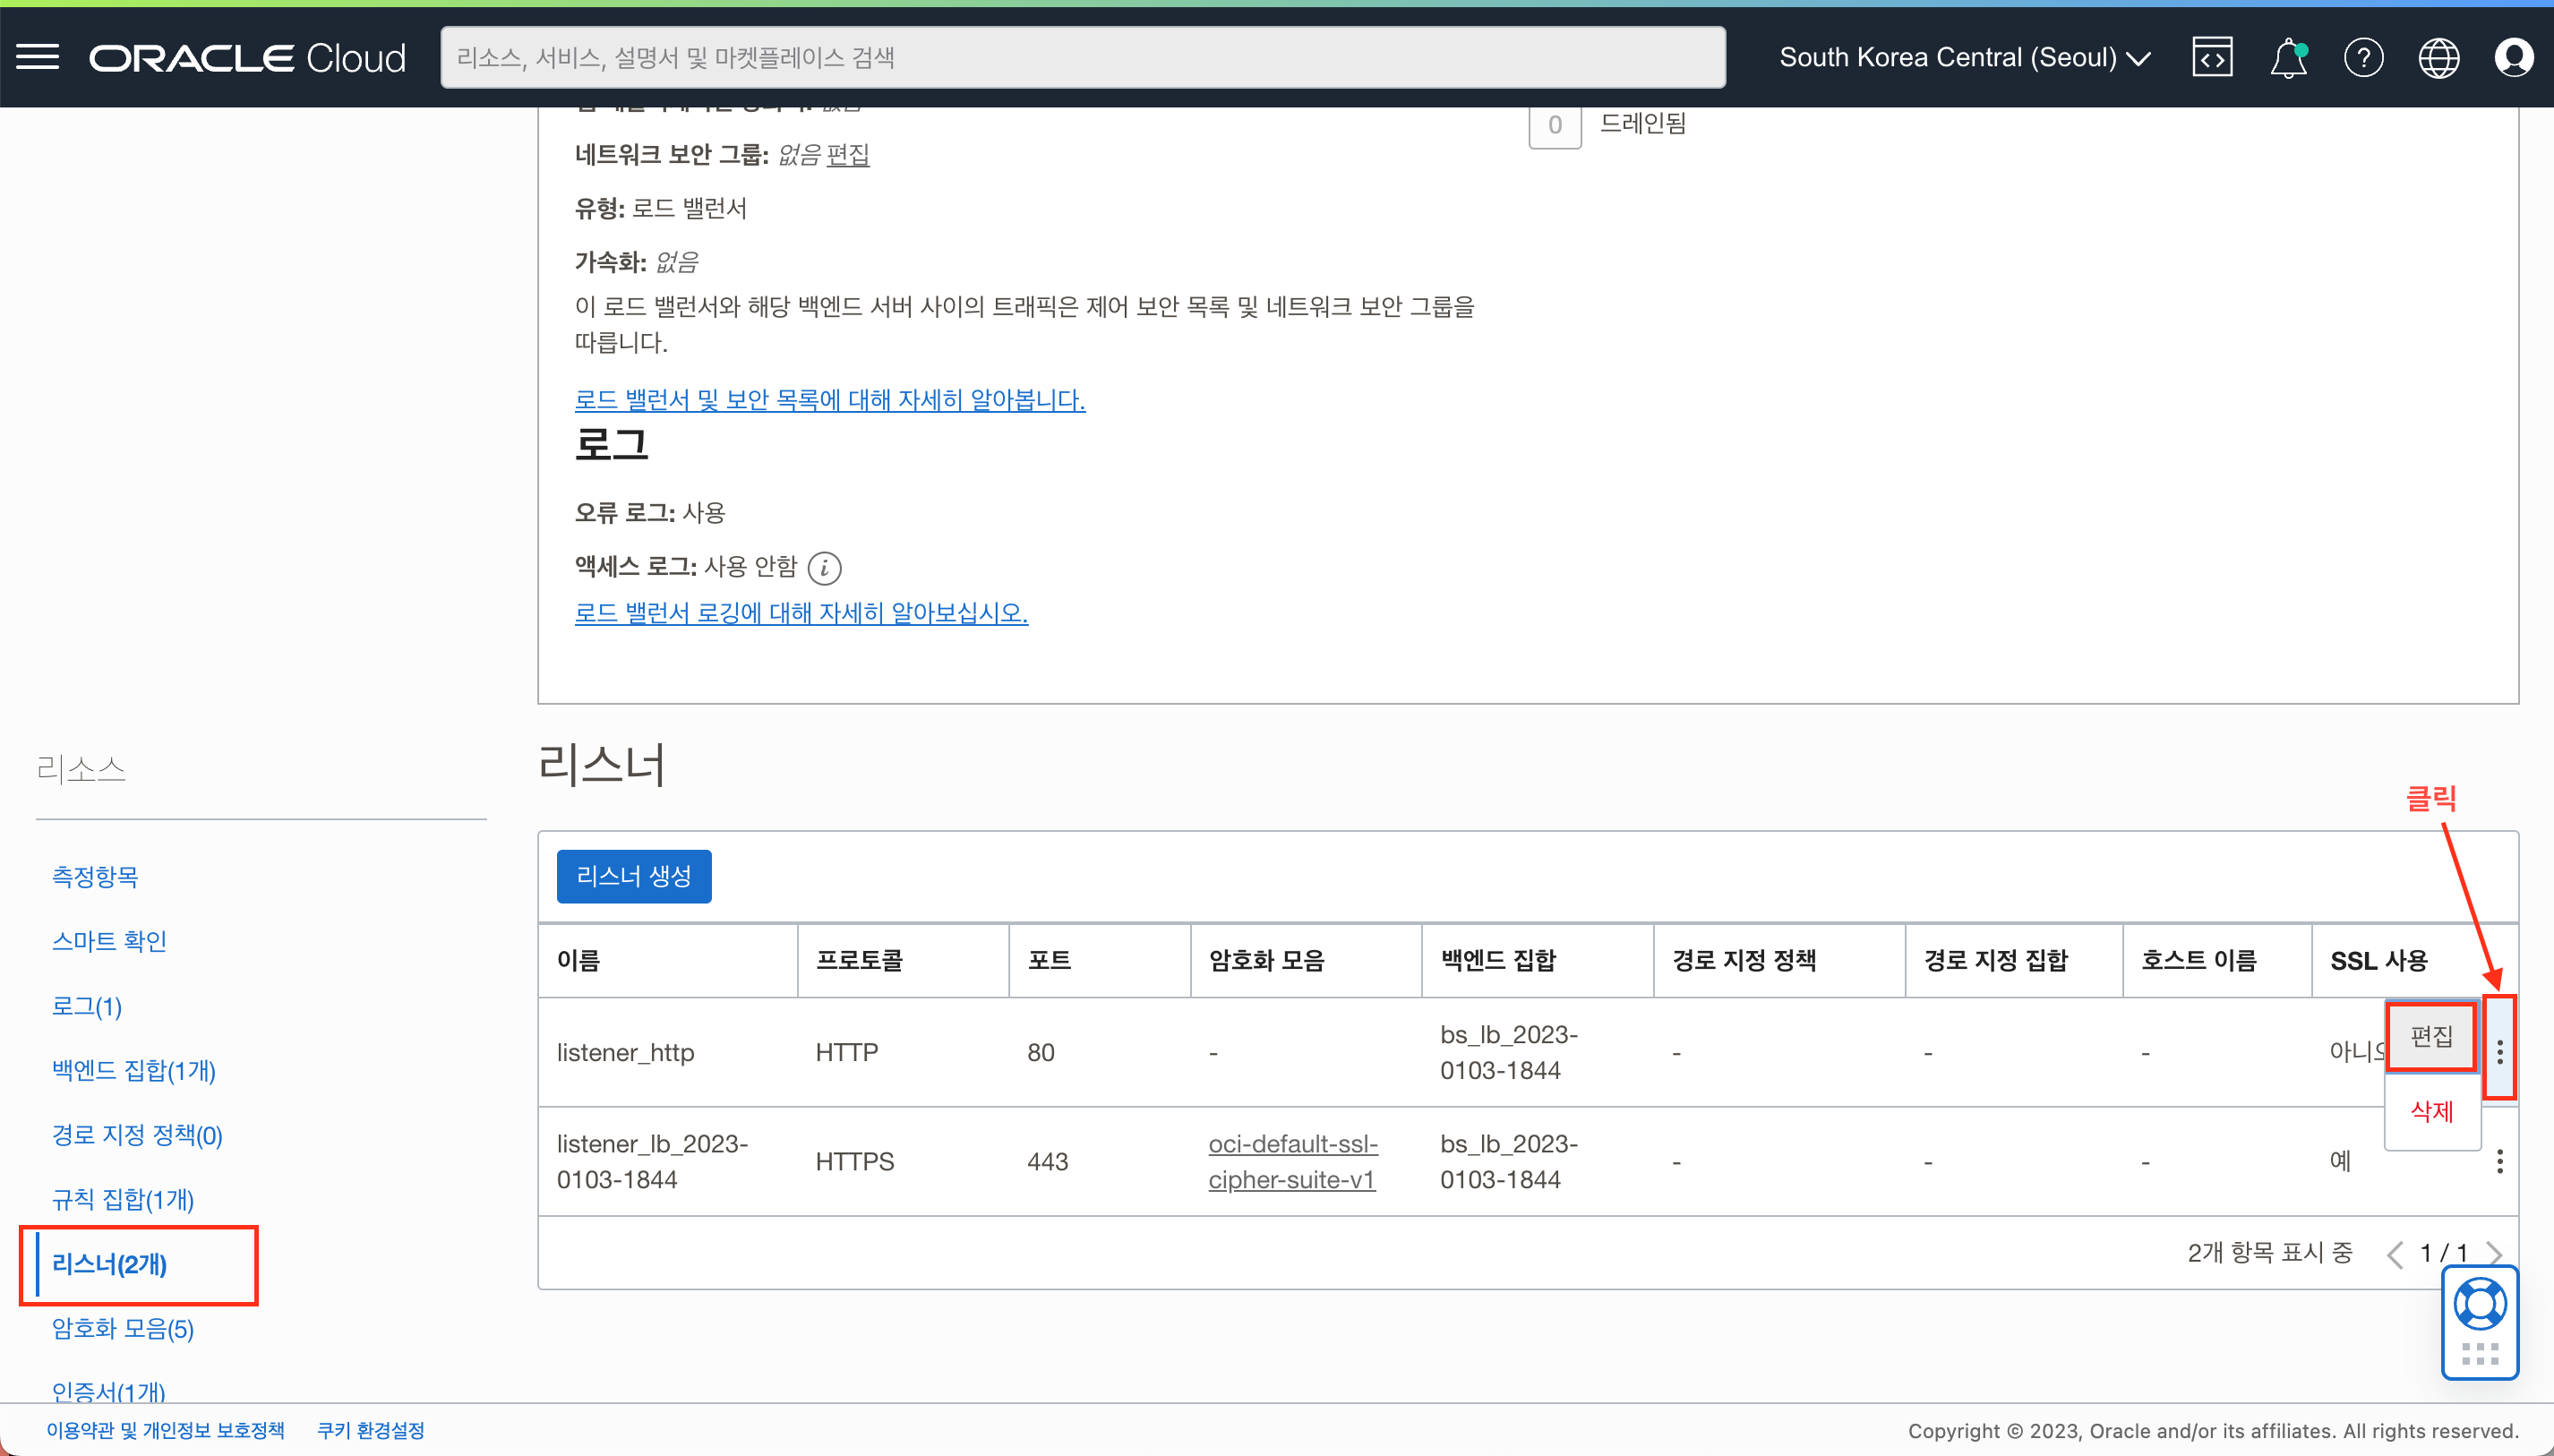 ORACLE Cloud
리소스, 서비스, 설명서 및 마켓플레이스 검색
South Korea Central (Seoul)
네트워크 보안 그룹: 없음 편집
0 드레인됨
유형: 로드 밸런서
가속화: 없음
이 로드 밸런서와 해당 백엔드 서버 사이의 트래픽은 제어 보안 목록 및 네트워크 보안 그룹을
따릅니다.
로드 밸런서 및 보안 목록에 대해 자세히 알아봅니다.
로그
오류 로그: 사용
액세스 로그: 사용 안함
로드 밸런서 로깅에 대해 자세히 알아보십시오.
리소스
측정항목
스마트 확인
로그(1)
백엔드 집합(1개)
경로 지정 정책(0)
규칙 집합(1개)
리스너(2개)
암호화 모음(5)
인증서(1개)
리스너
클릭
리스너 생성
이름 프로토콜 포트 암호화 모음 백엔드 집합 경로 지정 정책 경로 지정 집합 호스트 이름 SSL 사용
listener_http HTTP 80 - bs_lb_2023-
0103-1844 - - - 아니오
편집
삭제
listener_lb_2023-
0103-1844 HTTPS 443 oci-default-ssl-
cipher-suite-v1 bs_lb_2023-
0103-1844 - - - 예
2개 항목 표시 중 1 / 1
이용약관 및 개인정보 보호정책 쿠키 환경설정
Copyright © 2023, Oracle and/or its affiliates. All rights reserved.